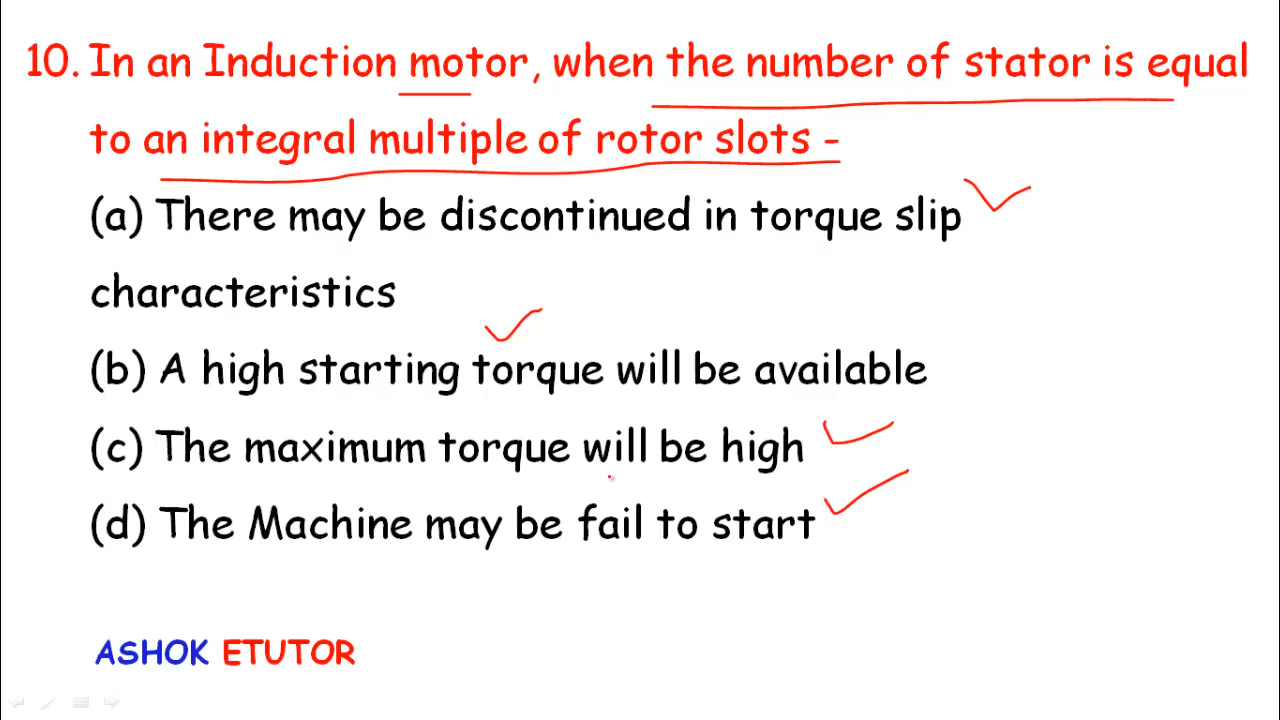 10. In an Induction motor, when the number of stator is equal
to an integral multiple of rotor slots -
(a) There may be discontinued in torque slip
characteristics
(b) A high starting torque will be available
(c) The maximum torque will be high
(d) The Machine may be fail to start
ASHOK ETUTOR